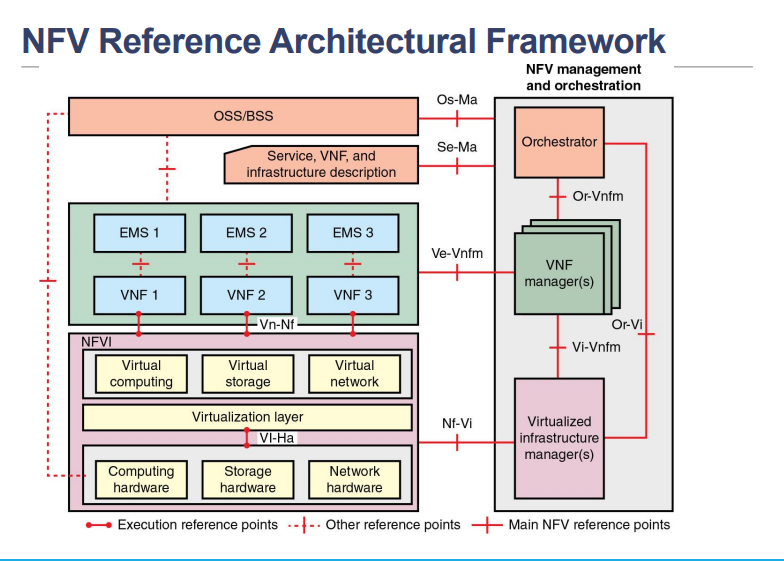 NFV Reference Architectural Framework
NFV management
and orchestration
Os-Ma
OSS/BSS
Orchestrator
Se-Ma
Service, VNF, and
infrastructure description
Or-Vnfm
EMS 1
EMS 2
EMS 3
Ve-Vnfm
VNF
manager(s)
VNF 1
VNF 2
VNF 3
Vn-Nf
Or-Vi
NFVI
Vi-Vnfm
Virtual
computing
Virtual
storage
Virtual
network
Virtualization layer
Nf-Vi
Virtualized
infrastructure
manager(s)
VI-Ha
Computing
hardware
Storage
hardware
Network
hardware
Execution reference points
Other reference points
Main NFV reference points